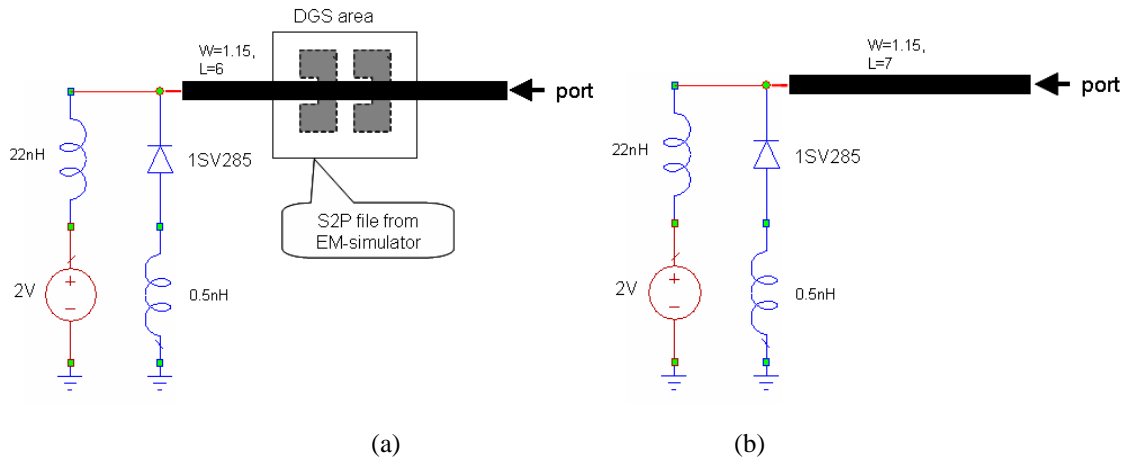 DGS area
W=1.15,
L=6
port
22nH
1SV285
S2P file from
EM-simulator
2V
+
−
0.5nH
(a)
W=1.15,
L=7
port
22nH
1SV285
2V
+
−
0.5nH
(b)